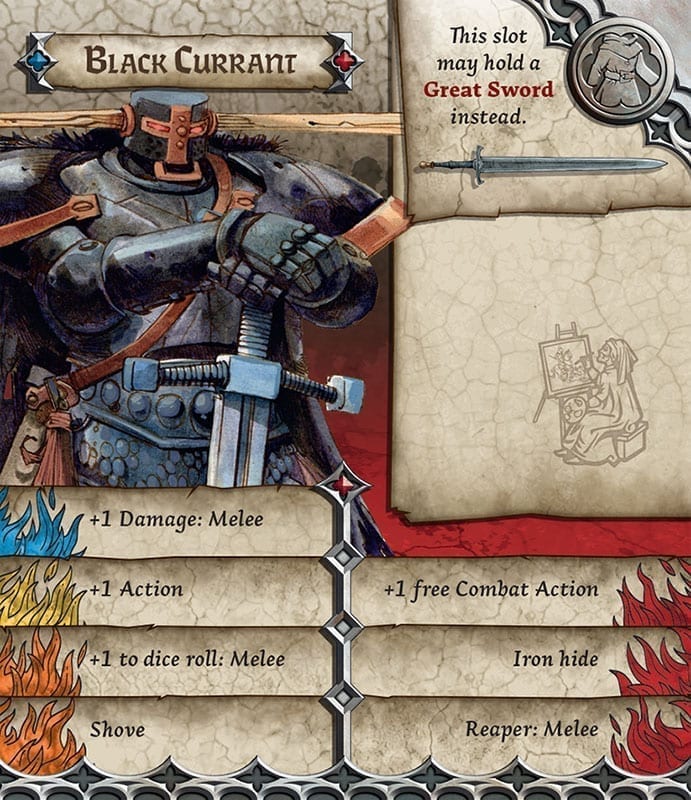 Black Currant
This slot
may hold a
Great Sword
instead.
+1 Damage: Melee
+1 Action
+1 to dice roll: Melee
Shove
+1 free Combat Action
Iron hide
Reaper: Melee